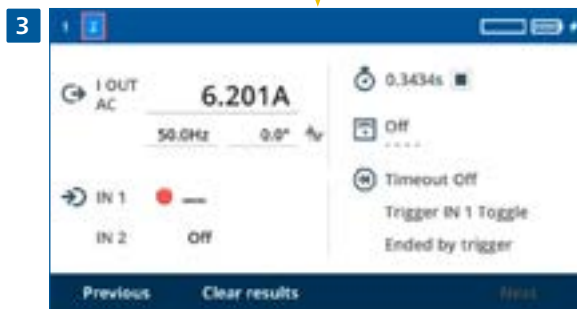 3
1 2
I OUT
AC
6.201A
50.0Hz 0.0°
IN 1 ---
IN 2 Off
0.3434s
Off
----
Timeout Off
Trigger IN 1 Toggle
Ended by trigger
Previous Clear results Next